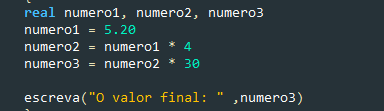 real numero1, numero2, numero3
numero1 = 5.20
numero2 = numero1 * 4
numero3 = numero2 * 30
escreva("O valor final: " ,numero3)